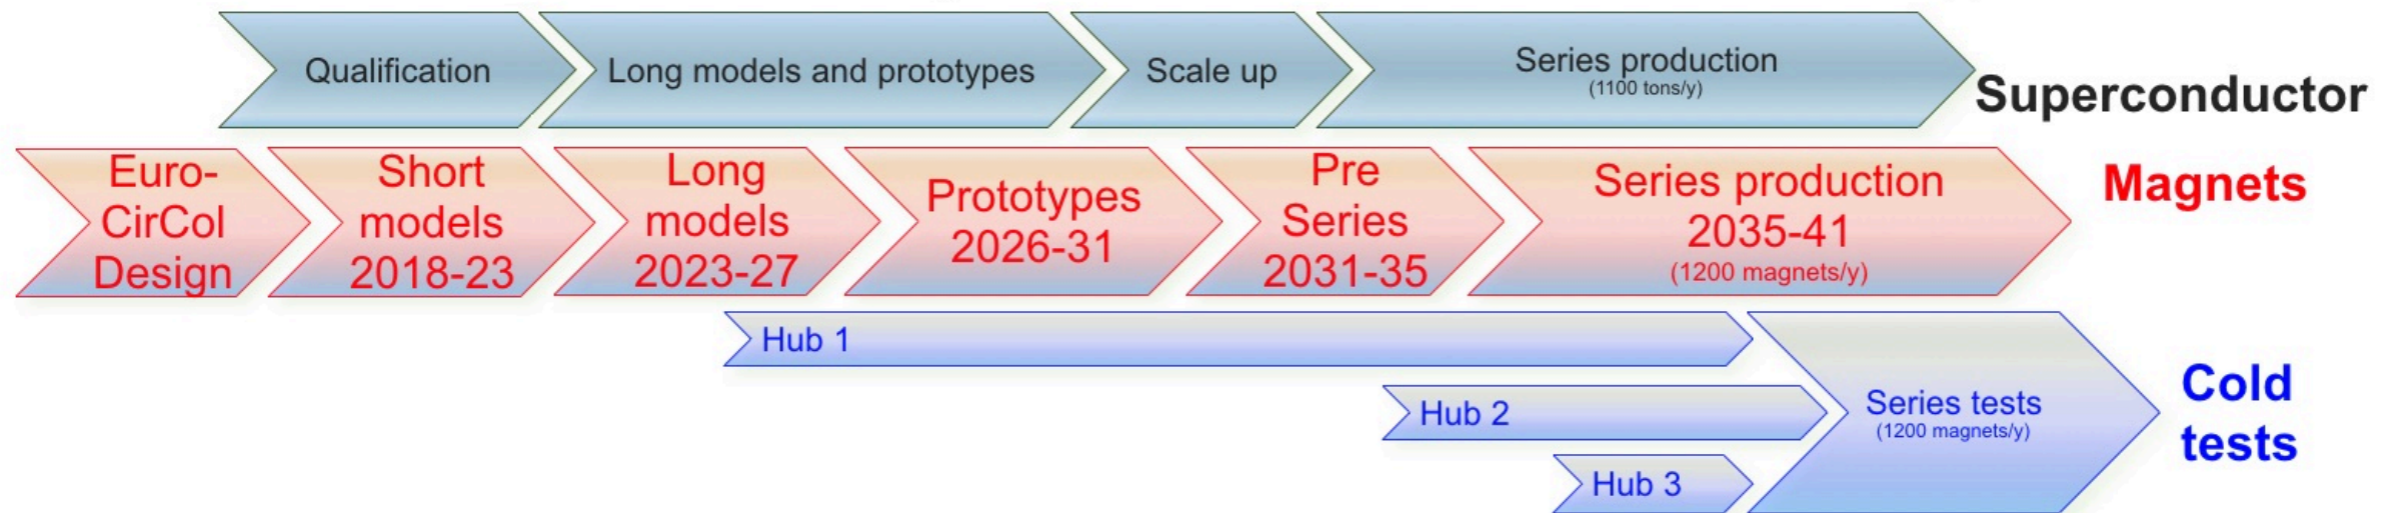 Qualification
Long models and prototypes
Scale up
Series production
(1100 tons/y)
Superconductor
Euro-
CirCol
Design
Short
models
2018-23
Long
models
2023-27
Prototypes
2026-31
Pre
Series
2031-35
Series production
2035-41
(1200 magnets/y)
Magnets
Hub 1
Hub 2
Hub 3
Series tests
(1200 magnets/y)
Cold
tests